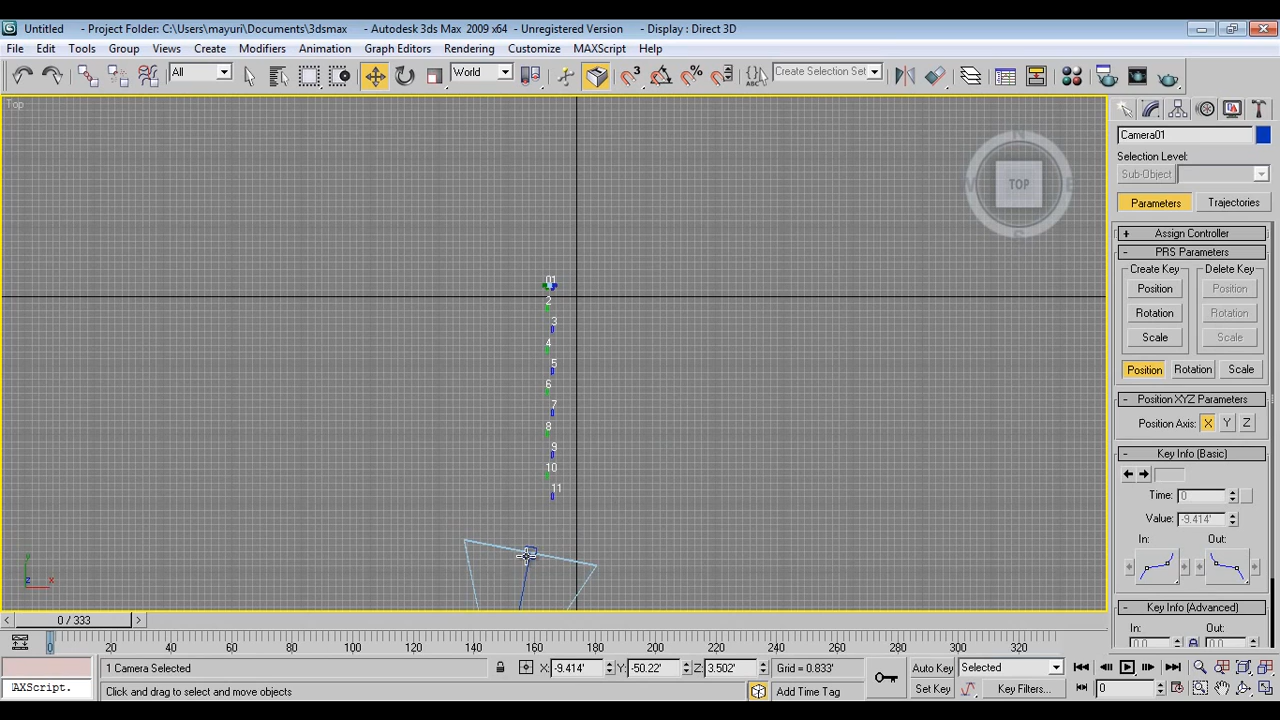 Untitled - Project Folder: C:\Users\mayuri\Documents\3dsmax - Autodesk 3ds Max 2009 x64 - Unregistered Version - Display : Direct 3D
File Edit Tools Group Views Create Modifiers Animation Graph Editors Rendering Customize MAXScript Help
All World Create Selection Set
Top
N
TOP
S
01
2
3
4
5
6
7
8
9
10
11
y
z x
Camera01
Selection Level:
Sub-Object
Parameters Trajectories
+ Assign Controller
- PRS Parameters
Create Key Delete Key
Position Position
Rotation Rotation
Scale Scale
Position Rotation Scale
- Position XYZ Parameters
Position Axis: X Y Z
- Key Info (Basic)
Time: 0
Value: -9.414'
In: Out:
- Key Info (Advanced)
In: Out:
0 / 333
0 20 40 60 80 100 120 140 160 180 200 220 240 260 280 300 320
1 Camera Selected X: -9.414' Y: -50.22' Z: 3.502' Grid = 0.833' Auto Key Selected
AXScript. Click and drag to select and move objects Add Time Tag Set Key Key Filters... 0